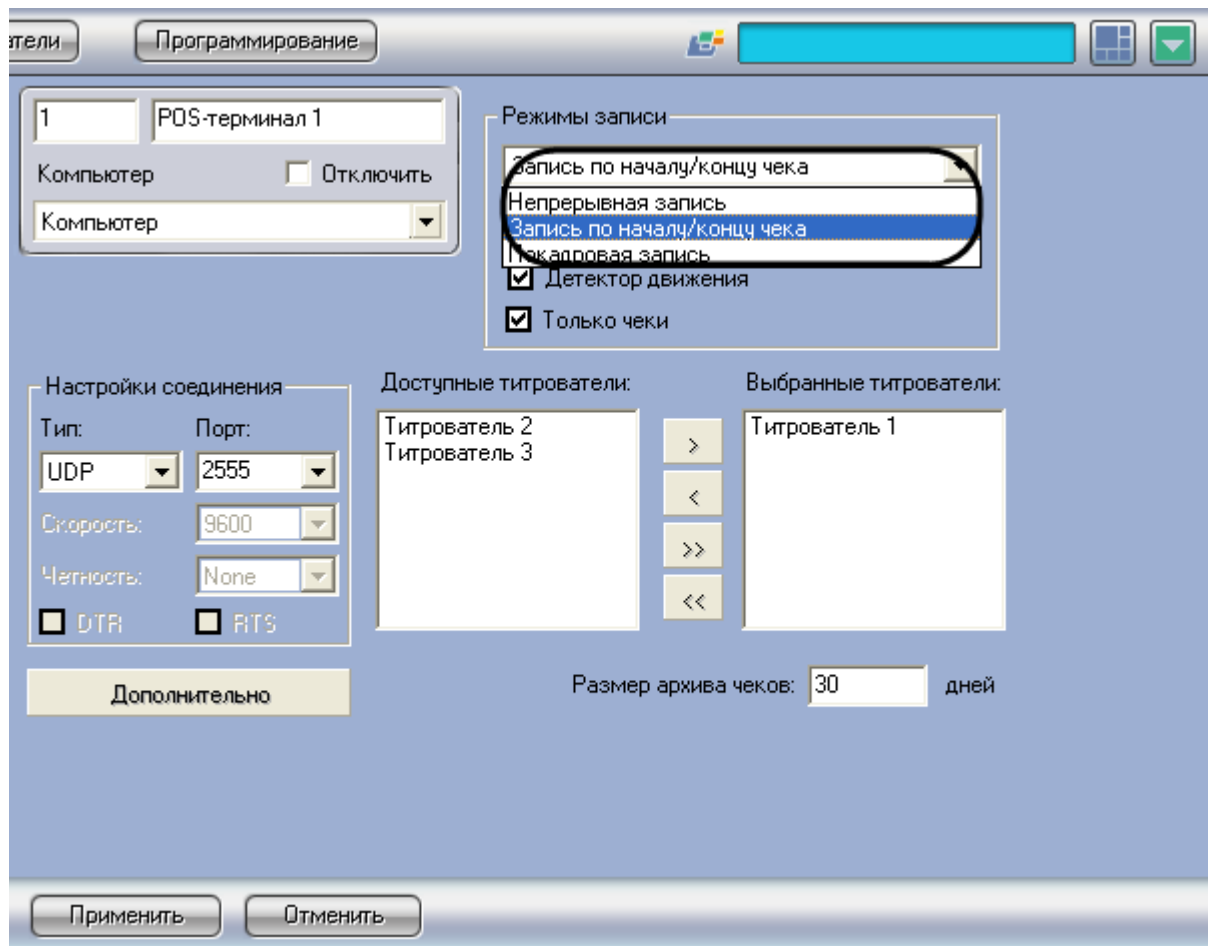 атели
Программирование
1
POS-терминал 1
Компьютер
Отключить
Компьютер
Режимы записи
Запись по началу/концу чека
Непрерывная запись
Запись по началу/концу чека
Покадровая запись
Детектор движения
Только чеки
Настройки соединения
Тип:
Порт:
UDP
2555
Скорость:
9600
Четность:
None
DTR
RTS
Дополнительно
Доступные титрователи:
Титрователь 2
Титрователь 3
>
<
>>
<<
Выбранные титрователи:
Титрователь 1
Размер архива чеков: 30 дней
Применить
Отменить